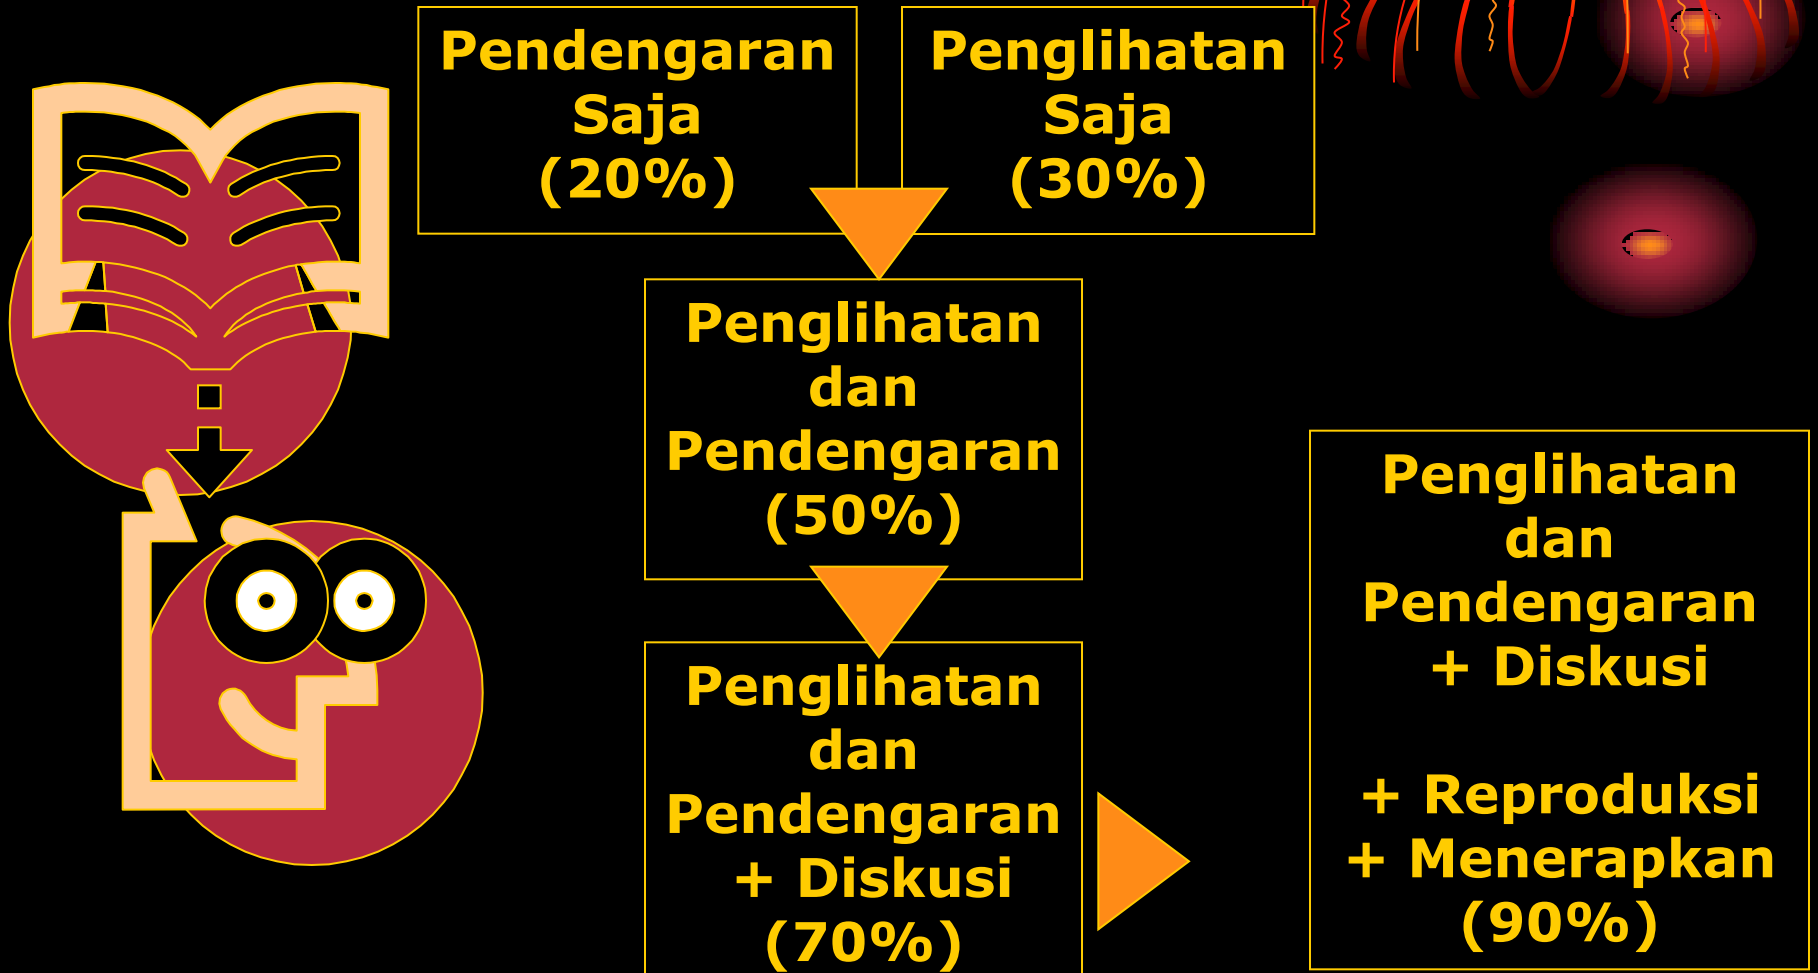 Pendengaran
Saja
(20%)
Penglihatan
Saja
(30%)
Penglihatan
dan
Pendengaran
(50%)
Penglihatan
dan
Pendengaran
+ Diskusi
(70%)
Penglihatan
dan
Pendengaran
+ Diskusi
+ Reproduksi
+ Menerapkan
(90%)